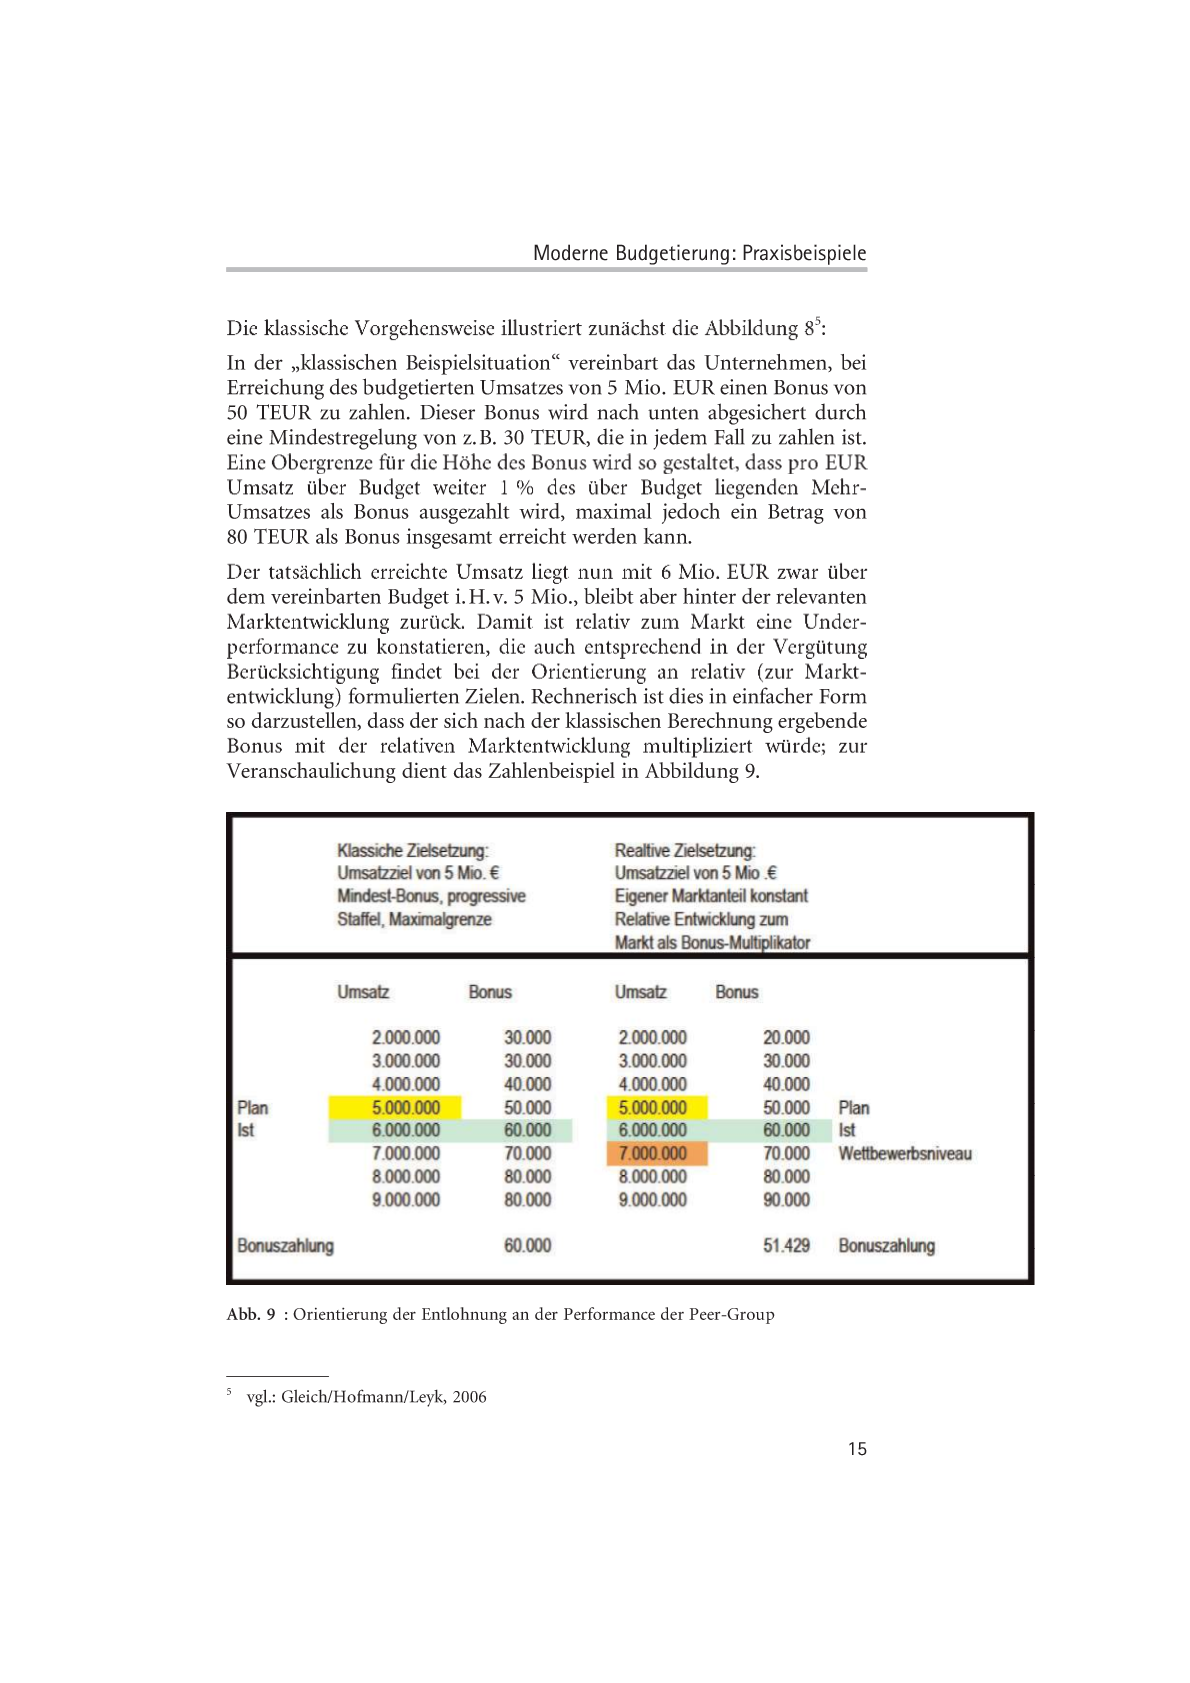 Moderne Budgetierung: Praxisbeispiele
Die klassische Vorgehensweise illustriert zunächst die Abbildung 8⁵:
In der „klassischen Beispielsituation“ vereinbart das Unternehmen, bei
Erreichung des budgetierten Umsatzes von 5 Mio. EUR einen Bonus von
50 TEUR zu zahlen. Dieser Bonus wird nach unten abgesichert durch
eine Mindestregelung von z.B. 30 TEUR, die in jedem Fall zu zahlen ist.
Eine Obergrenze für die Höhe des Bonus wird so gestaltet, dass pro EUR
Umsatz über Budget weiter 1 % des über Budget liegenden Mehr-
Umsatzes als Bonus ausgezahlt wird, maximal jedoch ein Betrag von
80 TEUR als Bonus insgesamt erreicht werden kann.
Der tatsächlich erreichte Umsatz liegt nun mit 6 Mio. EUR zwar über
dem vereinbarten Budget i.H.v. 5 Mio., bleibt aber hinter der relevanten
Marktentwicklung zurück. Damit ist relativ zum Markt eine Under-
performance zu konstatieren, die auch entsprechend in der Vergütung
Berücksichtigung findet bei der Orientierung an relativ (zur Markt-
entwicklung) formulierten Zielen. Rechnerisch ist dies in einfacher Form
so darzustellen, dass der sich nach der klassischen Berechnung ergebende
Bonus mit der relativen Marktentwicklung multipliziert würde; zur
Veranschaulichung dient das Zahlenbeispiel in Abbildung 9.
Klassiche Zielsetzung: Realtive Zielsetzung:
Umsatzziel von 5 Mio. € Umsatzziel von 5 Mio .€
Mindest-Bonus, progressive Eigener Marktanteil konstant
Staffel, Maximalgrenze Relative Entwicklung zum
Markt als Bonus-Multiplikator
Umsatz Bonus Umsatz Bonus
2.000.000 30.000 2.000.000 20.000
3.000.000 30.000 3.000.000 30.000
4.000.000 40.000 4.000.000 40.000
Plan 5.000.000 50.000 5.000.000 50.000 Plan
Ist 6.000.000 60.000 6.000.000 60.000 Ist
7.000.000 70.000 7.000.000 70.000 Wettbewerbsniveau
8.000.000 80.000 8.000.000 80.000
9.000.000 80.000 9.000.000 90.000
Bonuszahlung 60.000 51.429 Bonuszahlung
Abb. 9 : Orientierung der Entlohnung an der Performance der Peer-Group
⁵ vgl.: Gleich/Hofmann/Leyk, 2006
15